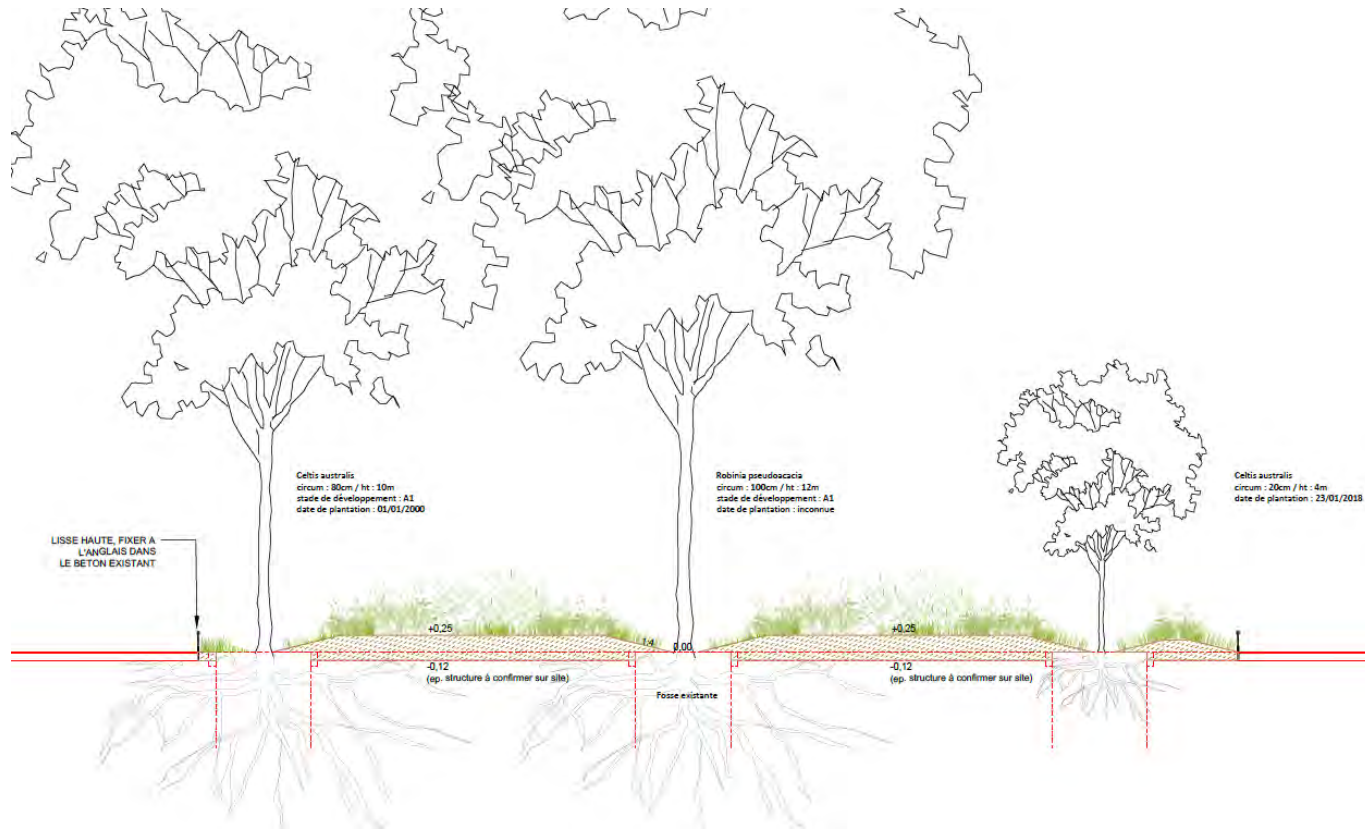 Celtis australis
circum : 80cm / ht : 10m
stade de développement : A1
date de plantation : 01/01/2000
Robinia pseudoacacia
circum : 100cm / ht : 12m
stade de développement : A1
date de plantation : inconnue
Celtis australis
circum : 20cm / ht : 4m
date de plantation : 23/01/2018
LISSE HAUTE, FIXER A
L'ANGLAIS DANS
LE BETON EXISTANT
+0,25
1:4
0.00
+0,25
-0,12
(ep. structure à confirmer sur site)
-0,12
(ep. structure à confirmer sur site)
Fosse existante